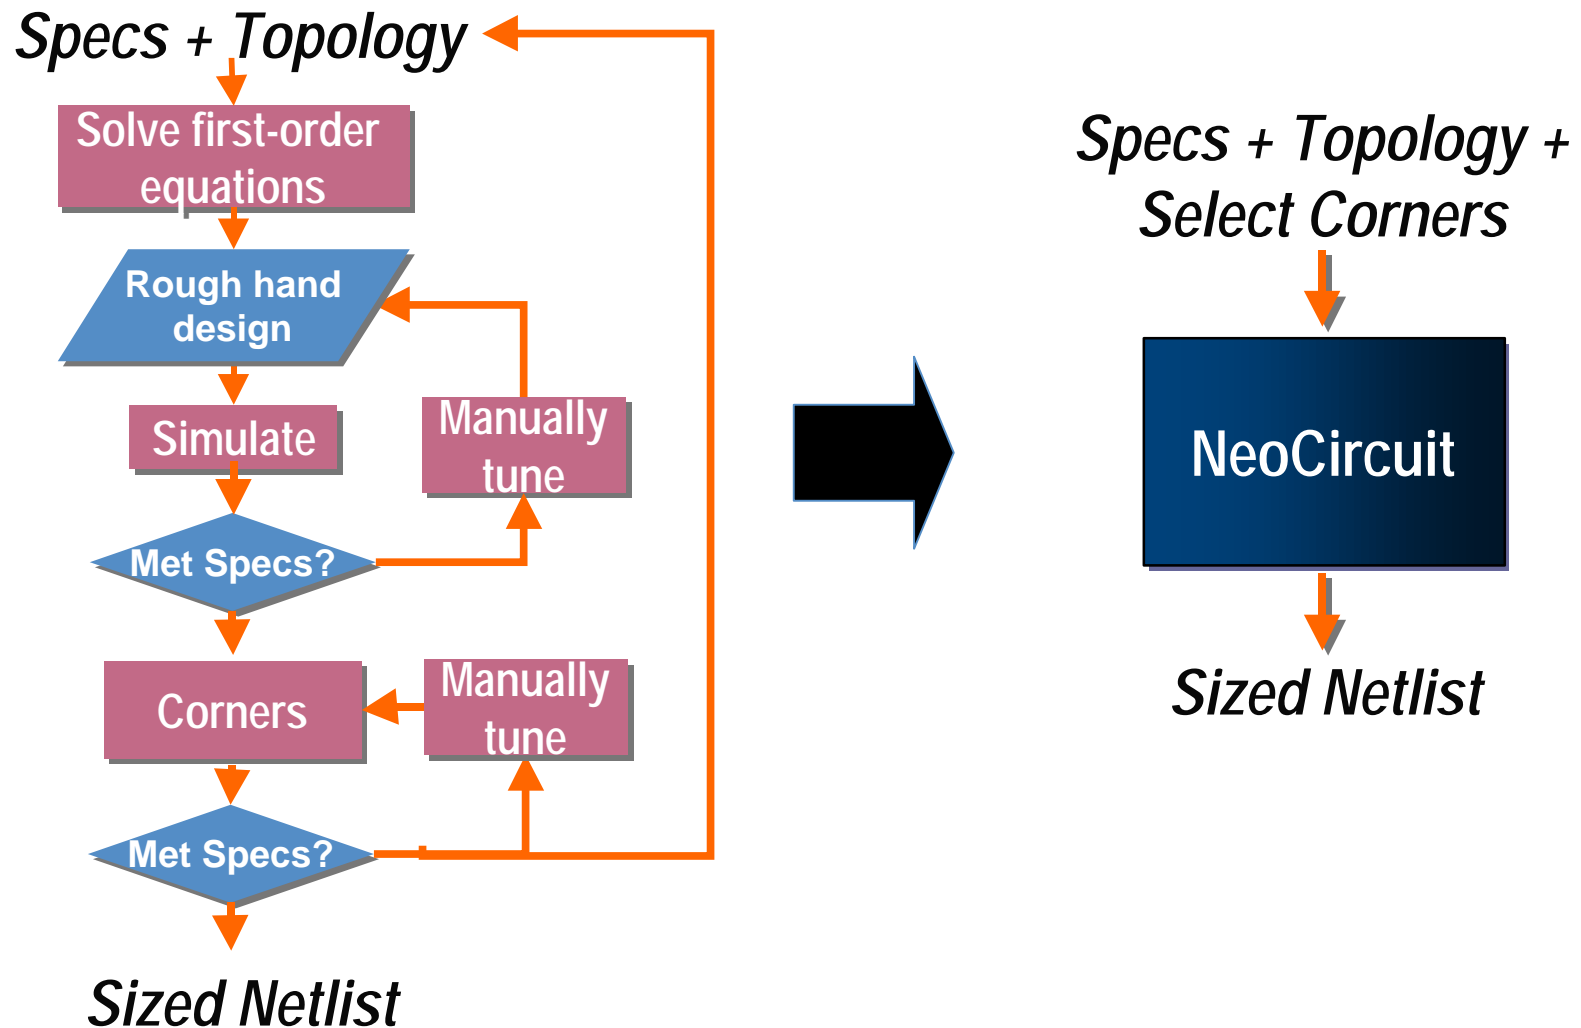 Specs + Topology
Solve first-order
equations
Rough hand
design
Simulate
Manually
tune
Met Specs?
Corners
Manually
tune
Met Specs?
Sized Netlist
Specs + Topology +
Select Corners
NeoCircuit
Sized Netlist